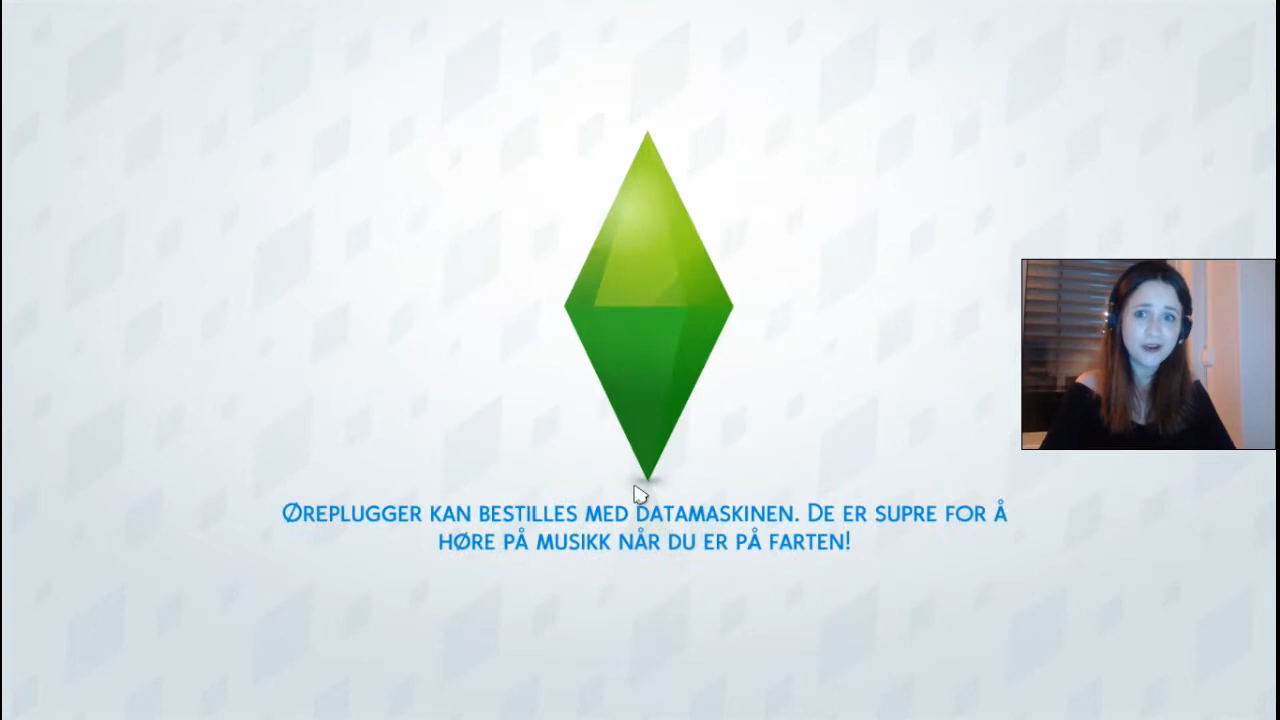 Øreplugger kan bestilles med datamaskinen. De er supre for å
høre på musikk når du er på farten!